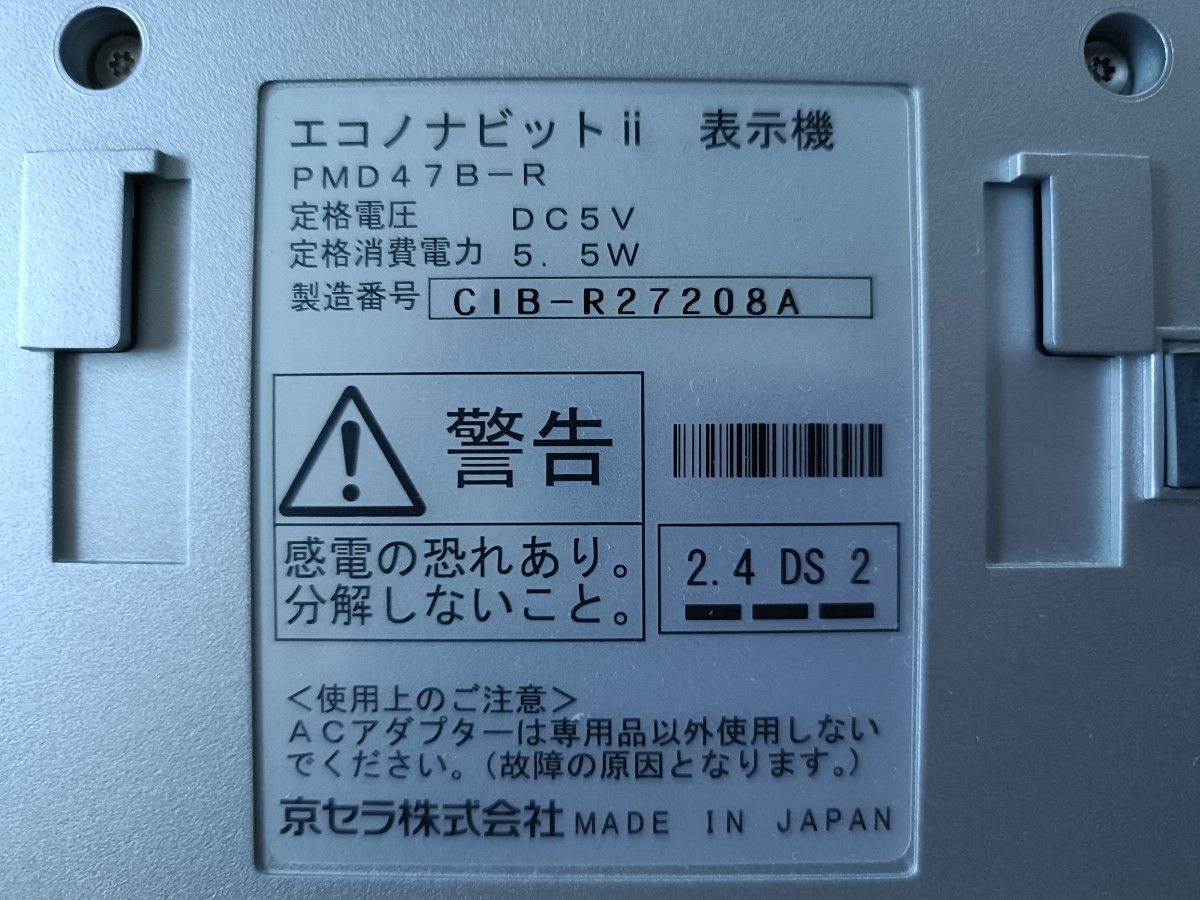 エコノナビットⅱ　表示機
PMD47B-R
定格電圧　DC5V
定格消費電力　5.5W
製造番号　CIB-R27208A
警告
感電の恐れあり。
分解しないこと。
2.4 DS 2
＜使用上のご注意＞
ACアダプターは専用品以外使用しない
でください。（故障の原因となります。）
京セラ株式会社 MADE IN JAPAN